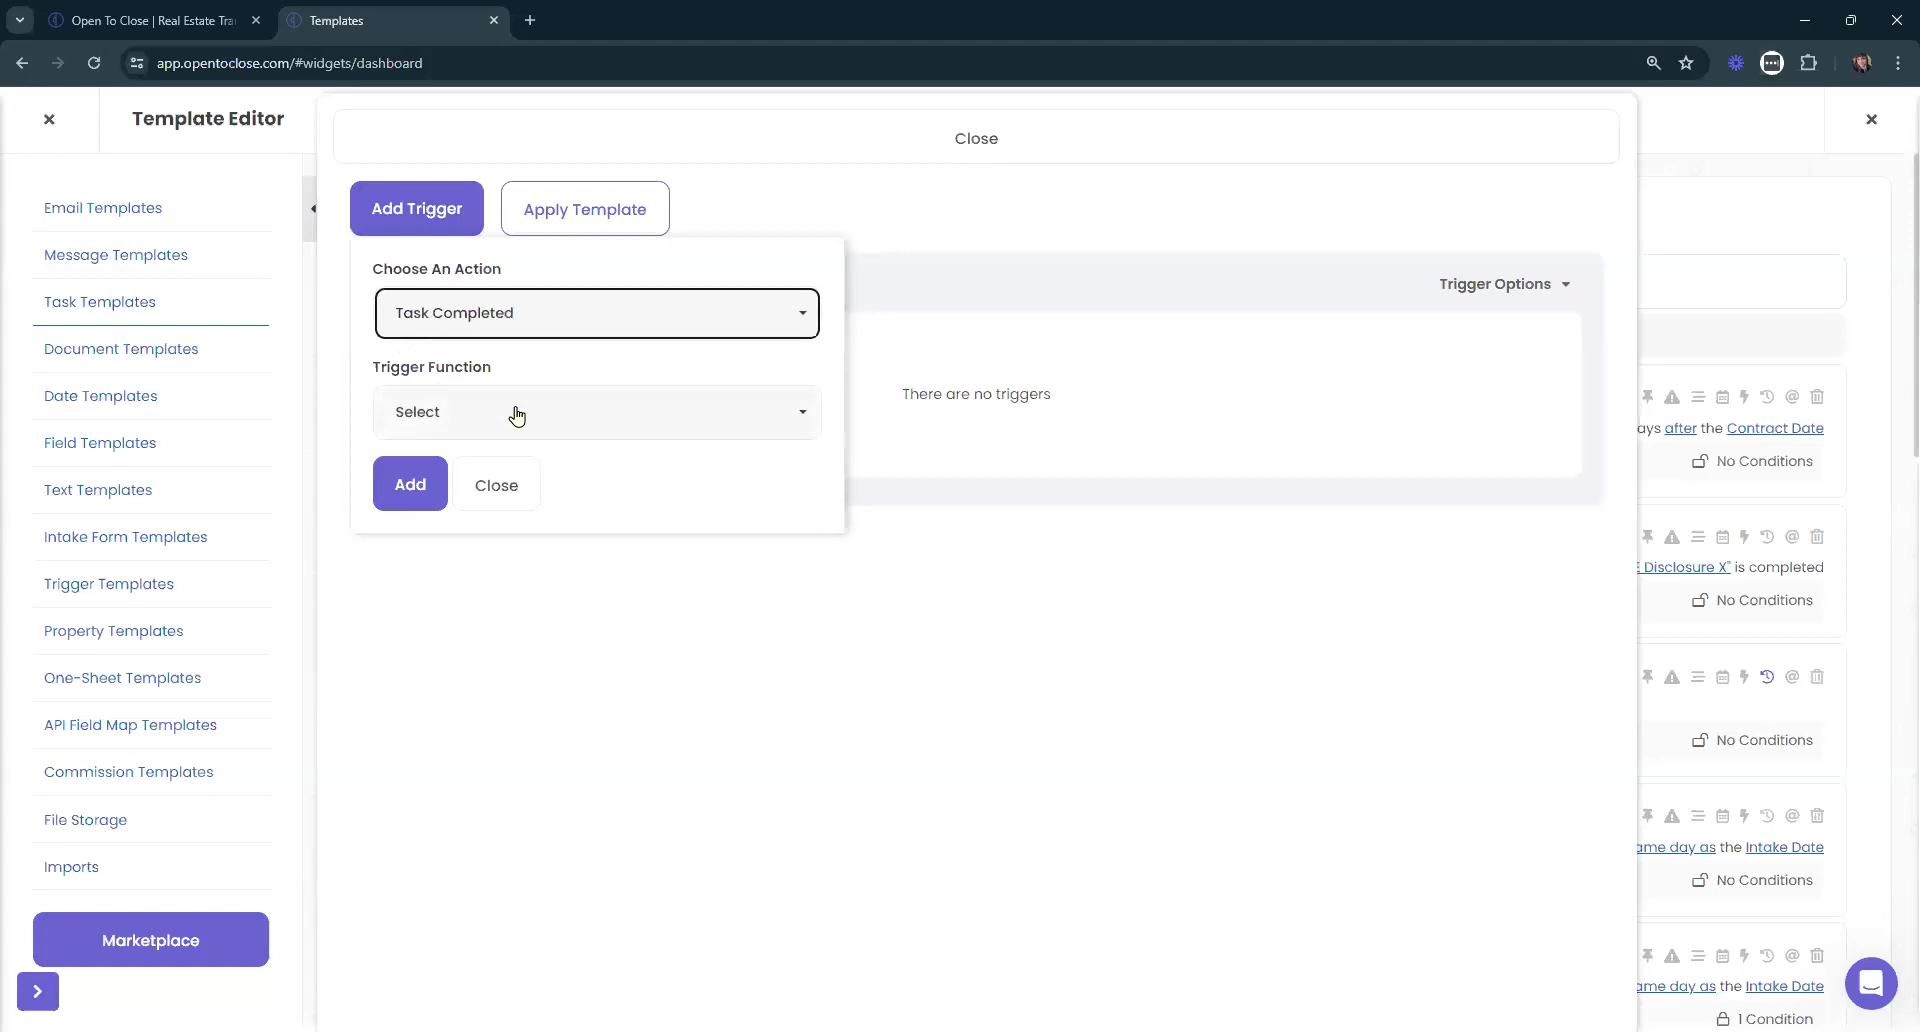 Open To Close | Real Estate Tra
Templates
app.opentoclose.com/#widgets/dashboard
Template Editor
Close
Email Templates
Message Templates
Task Templates
Document Templates
Date Templates
Field Templates
Text Templates
Intake Form Templates
Trigger Templates
Property Templates
One-Sheet Templates
API Field Map Templates
Commission Templates
File Storage
Imports
Marketplace
Add Trigger
Apply Template
Choose An Action
Task Completed
Trigger Function
Select
Add
Close
Trigger Options
There are no triggers
ays after the Contract Date
No Conditions
E Disclosure X" is completed
No Conditions
No Conditions
ame day as the Intake Date
No Conditions
ame day as the Intake Date
1 Condition